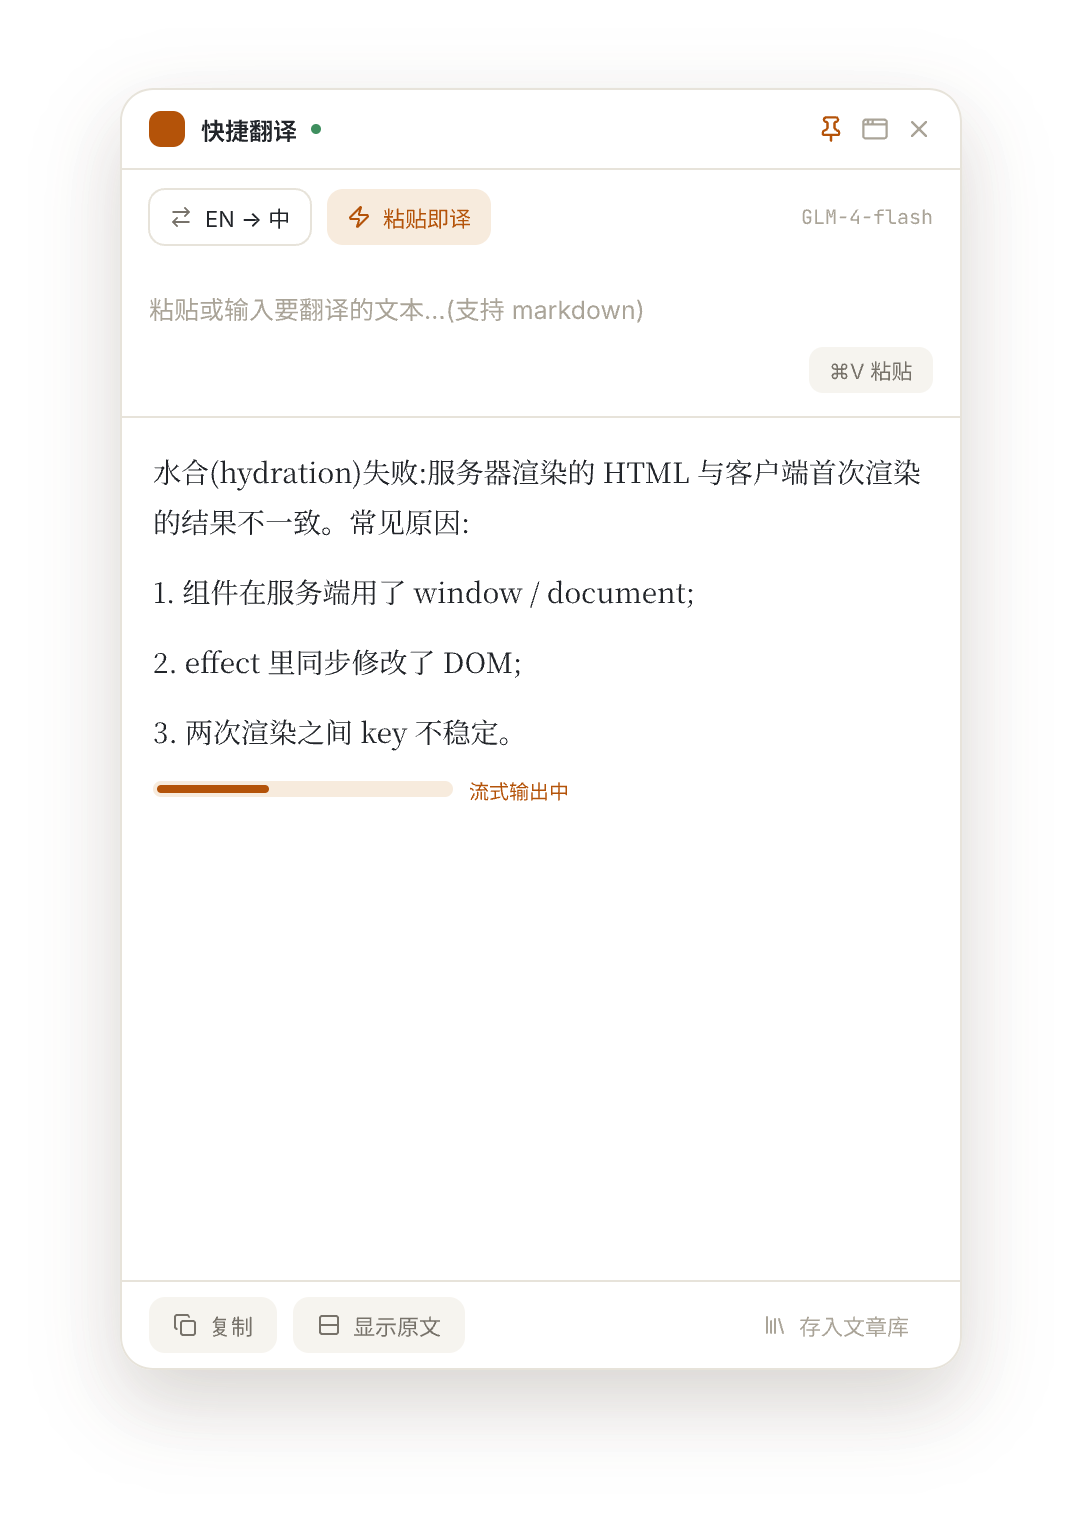 快捷翻译
EN → 中
粘贴即译
GLM-4-flash
粘贴或输入要翻译的文本...(支持 markdown)
⌘V 粘贴
水合(hydration)失败:服务器渲染的 HTML 与客户端首次渲染
的结果不一致。常见原因:
1. 组件在服务端用了 window / document;
2. effect 里同步修改了 DOM;
3. 两次渲染之间 key 不稳定。
流式输出中
复制
显示原文
存入文章库